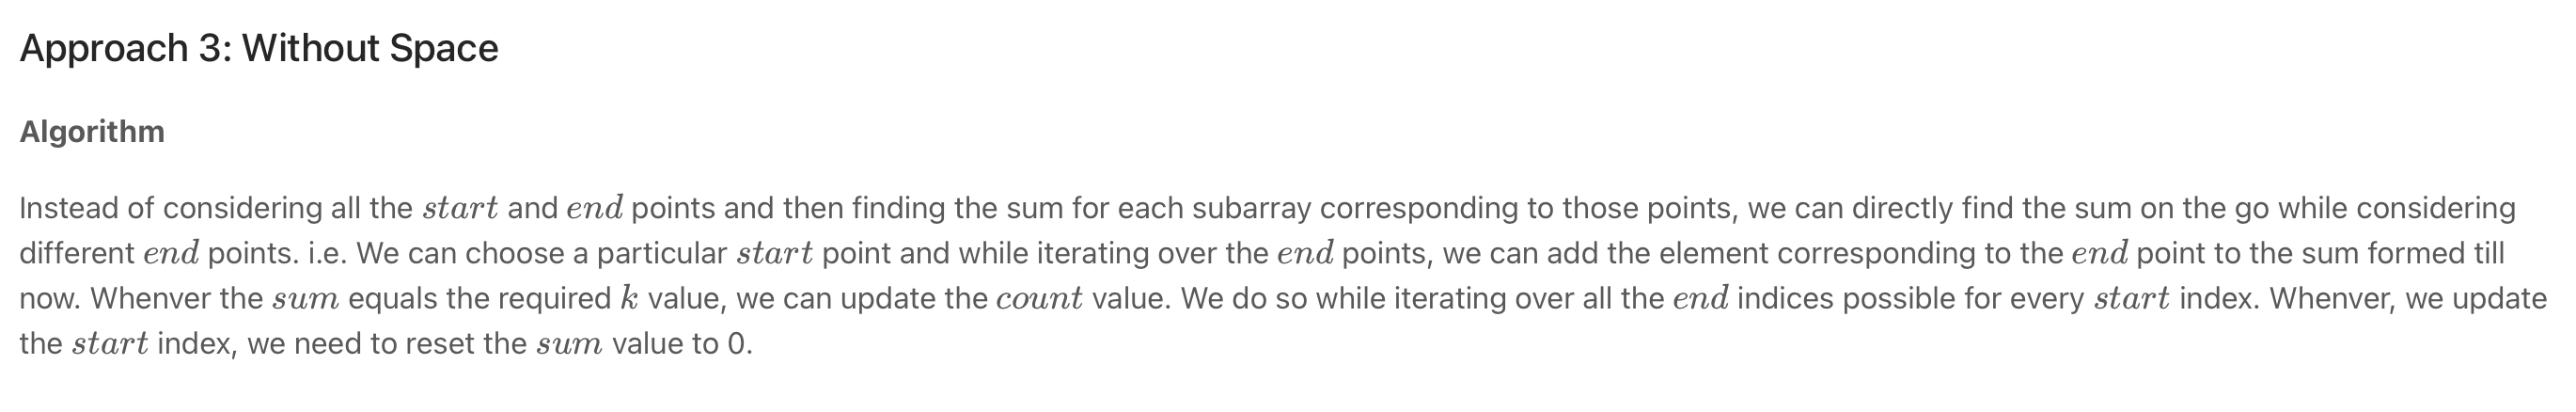 Approach 3: Without Space
Algorithm
Instead of considering all the start and end points and then finding the sum for each subarray corresponding to those points, we can directly find the sum on the go while considering
different end points. i.e. We can choose a particular start point and while iterating over the end points, we can add the element corresponding to the end point to the sum formed till
now. Whenver the sum equals the required k value, we can update the count value. We do so while iterating over all the end indices possible for every start index. Whenver, we update
the start index, we need to reset the sum value to 0.